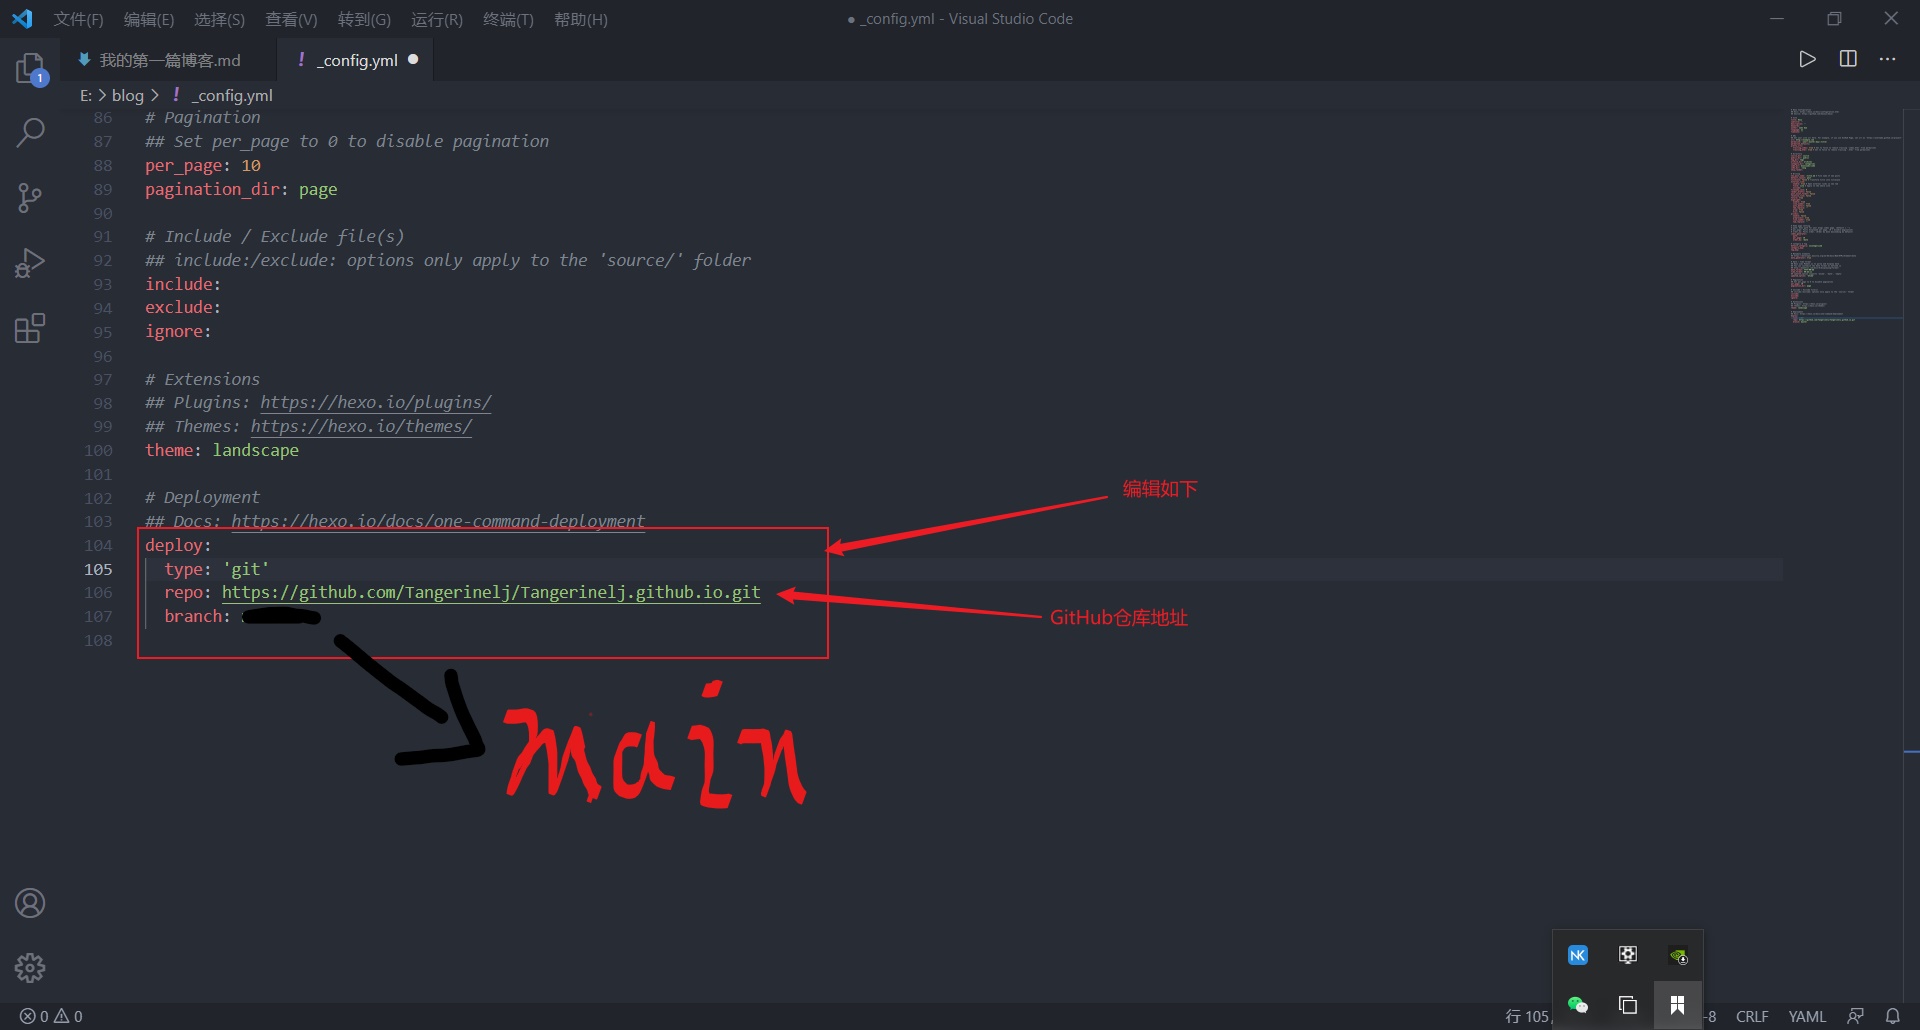 文件(F) 编辑(E) 选择(S) 查看(V) 转到(G) 运行(R) 终端(T) 帮助(H) ● _config.yml - Visual Studio Code
我的第一篇博客.md ! _config.yml ●
1
E: > blog > ! _config.yml
86 # Pagination
87 ## Set per_page to 0 to disable pagination
88 per_page: 10
89 pagination_dir: page
90
91 # Include / Exclude file(s)
92 ## include:/exclude: options only apply to the 'source/' folder
93 include:
94 exclude:
95 ignore:
96
97 # Extensions
98 ## Plugins: https://hexo.io/plugins/
99 ## Themes: https://hexo.io/themes/
100 theme: landscape
101
编辑如下
102 # Deployment
103 ## Docs: https://hexo.io/docs/one-command-deployment
104 deploy:
105 type: 'git'
106 repo: https://github.com/Tangerinelj/Tangerinelj.github.io.git
GitHub仓库地址
107 branch:
108
main
NK
0 0 行 105, -8 CRLF YAML